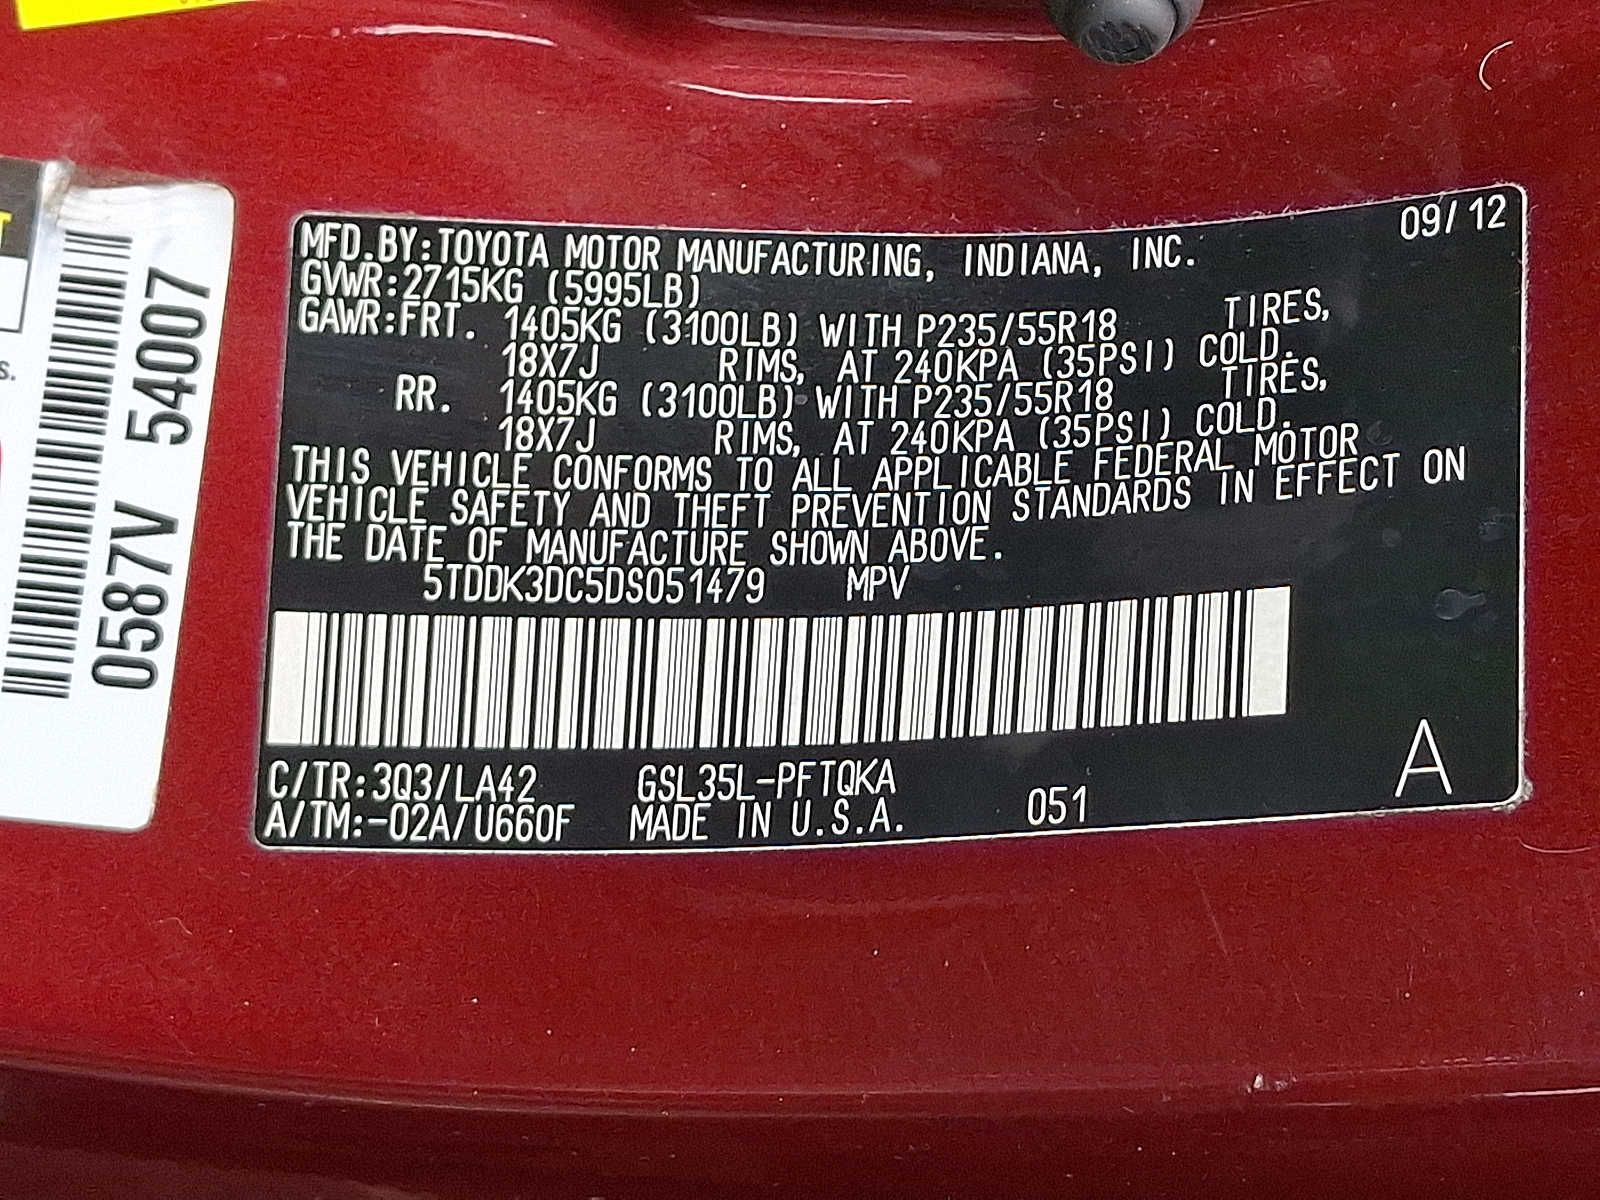 MFD.BY:TOYOTA MOTOR MANUFACTURING, INDIANA, INC. 09/12
GVWR:2715KG (5995LB)
GAWR:FRT. 1405KG (3100LB) WITH P235/55R18 TIRES,
18X7J RIMS, AT 240KPA (35PSI) COLD.
RR. 1405KG (3100LB) WITH P235/55R18 TIRES,
18X7J RIMS, AT 240KPA (35PSI) COLD.
THIS VEHICLE CONFORMS TO ALL APPLICABLE FEDERAL MOTOR
VEHICLE SAFETY AND THEFT PREVENTION STANDARDS IN EFFECT ON
THE DATE OF MANUFACTURE SHOWN ABOVE.
5TDDK3DC5DS051479 MPV
C/TR:3Q3/LA42 GSL35L-PFTQKA
A/TM:-02A/U660F MADE IN U.S.A. 051 A
0587V 54007